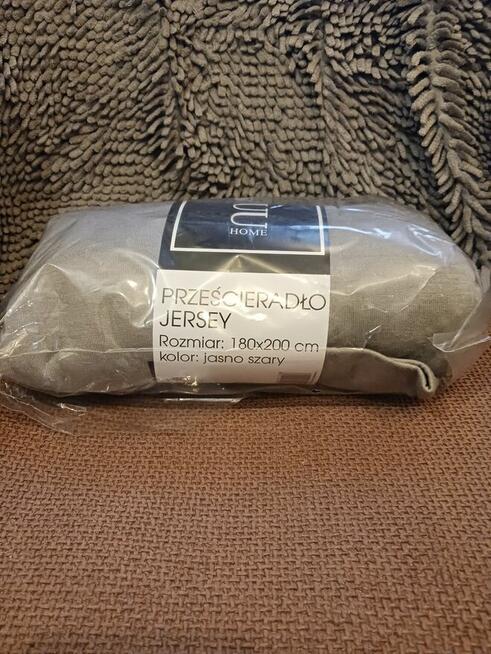 HOME
PRZEŚCIERADŁO
JERSEY
Rozmiar: 180x200 cm
kolor: jasno szary